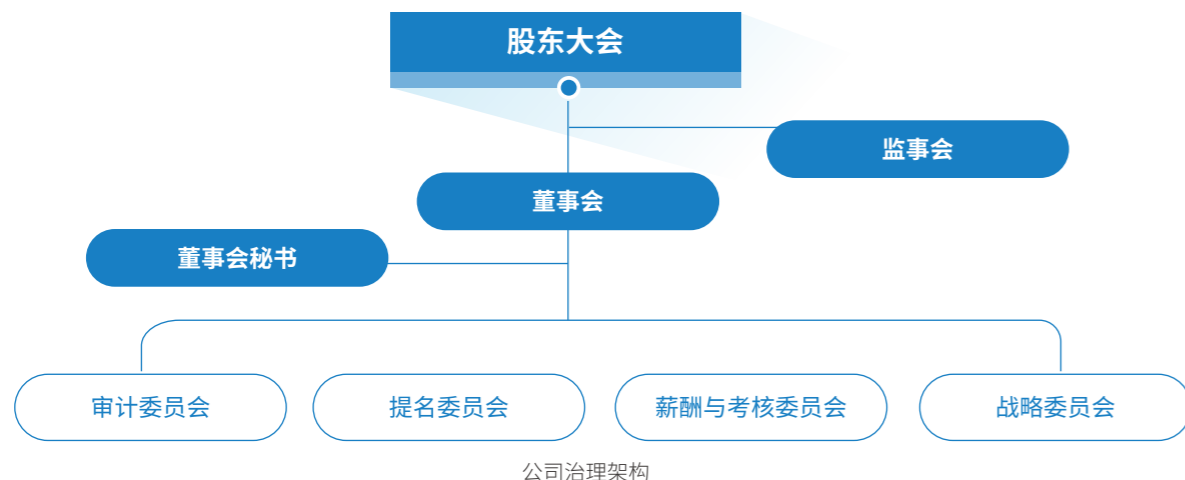 股东大会
监事会
董事会
董事会秘书
审计委员会
提名委员会
薪酬与考核委员会
战略委员会
公司治理架构